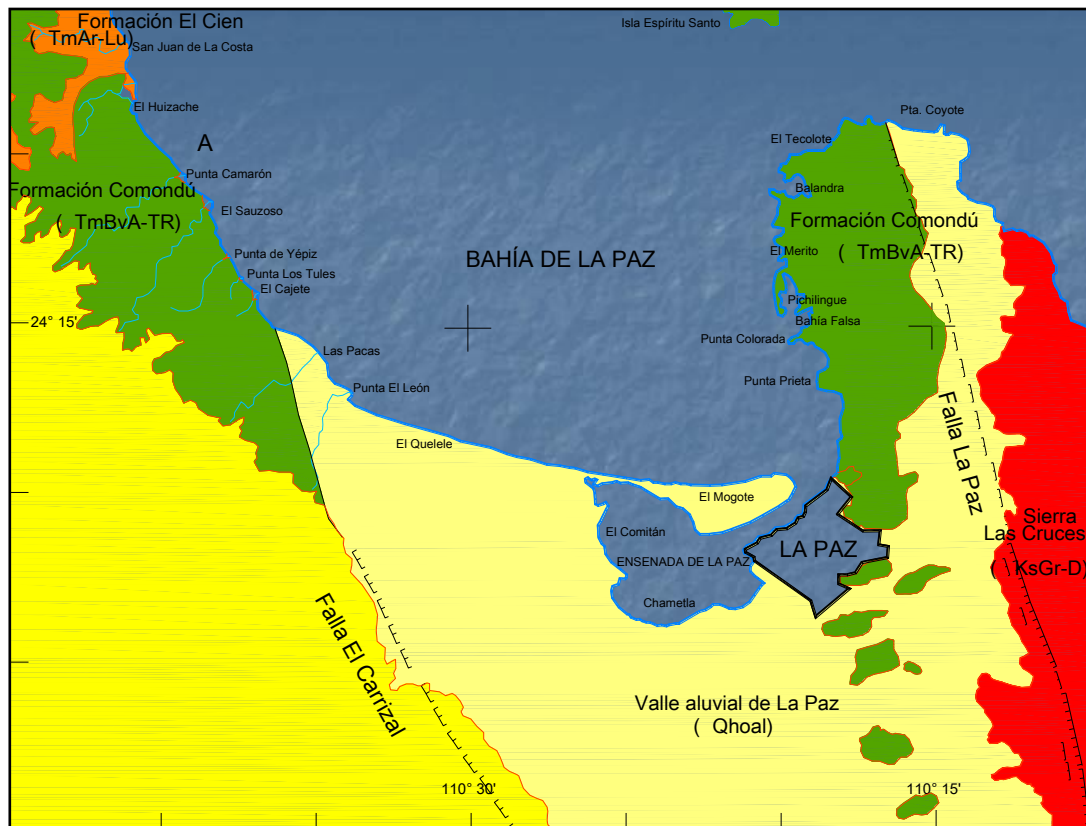 Formación El Cien
( TmAr-Lu)
San Juan de La Costa
Isla Espíritu Santo
El Huizache
A
Punta Camarón
Formación Comondú
( TmBvA-TR)
El Sauzoso
Punta de Yépiz
Punta Los Tules
El Cajete
24° 15'
Las Pacas
Punta El León
El Quelele
BAHÍA DE LA PAZ
Pta. Coyote
El Tecolote
Balandra
Formación Comondú
( TmBvA-TR)
El Merito
Pichilingue
Bahía Falsa
Punta Colorada
Punta Prieta
Falla La Paz
El Mogote
El Comitán
ENSENADA DE LA PAZ
LA PAZ
Chametla
Sierra
Las Cruces
( KsGr-D)
Falla El Carrizal
Valle aluvial de La Paz
( Qhoal)
110° 30'
110° 15'